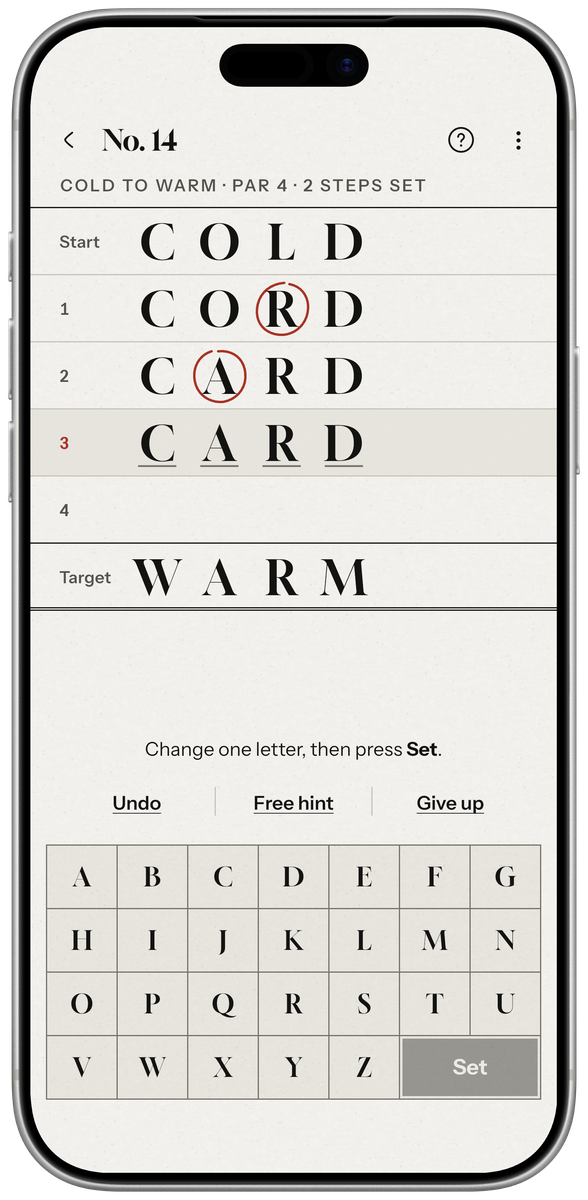 No. 14
COLD TO WARM · PAR 4 · 2 STEPS SET
Start C O L D
1 C O R D
2 C A R D
3 C A R D
4
Target W A R M
Change one letter, then press Set.
Undo Free hint Give up
A B C D E F G
H I J K L M N
O P Q R S T U
V W X Y Z Set